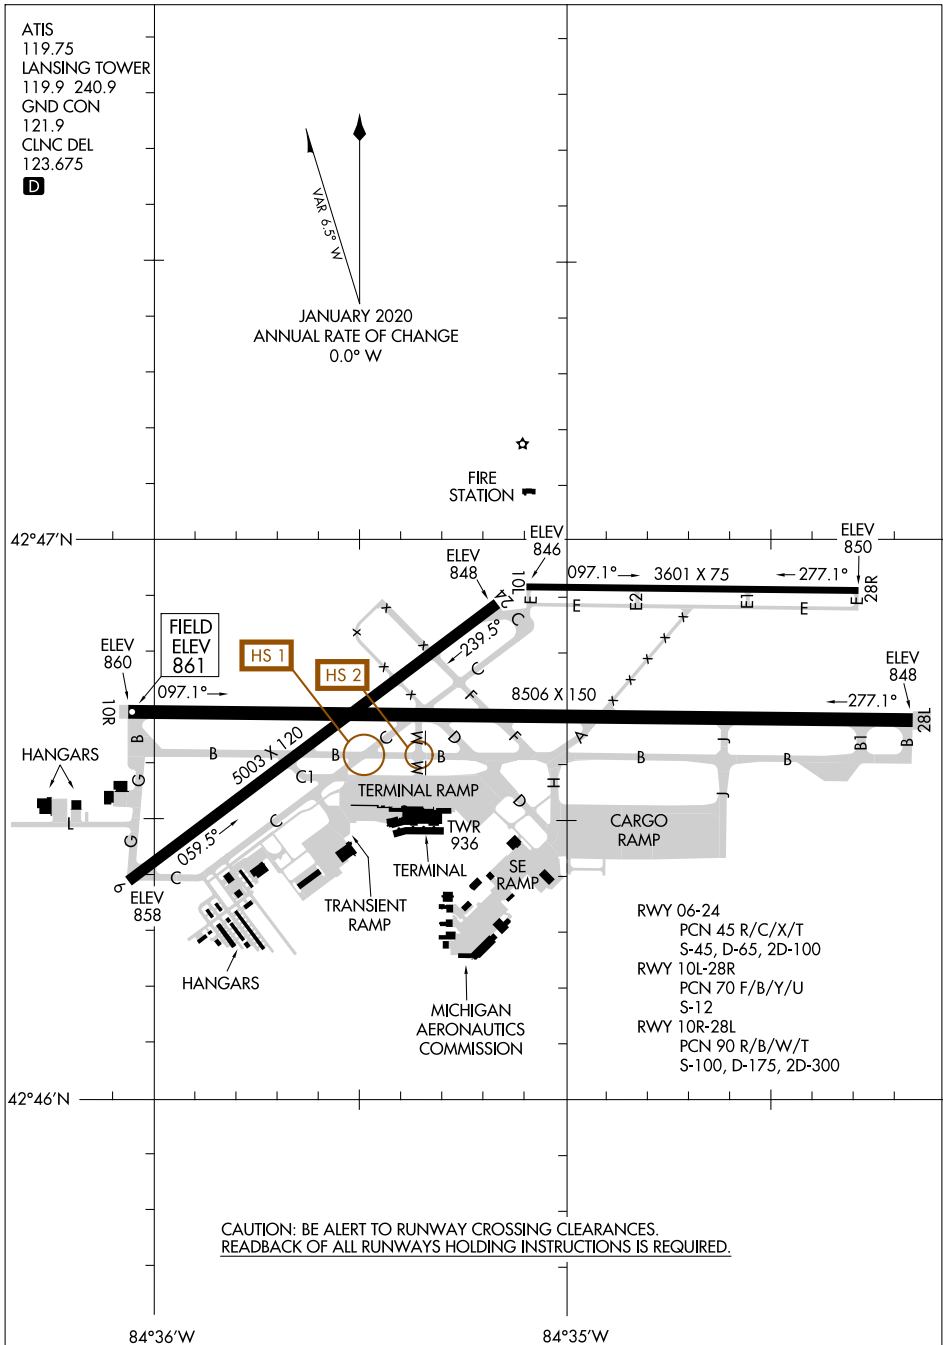 ATIS
119.75
LANSING TOWER
119.9 240.9
GND CON
121.9
CLNC DEL
123.675
D
VAR 6.5° W
JANUARY 2020
ANNUAL RATE OF CHANGE
0.0° W
FIRE
STATION
42°47'N
ELEV
846
ELEV
850
ELEV
848
10L
097.1°
3601 X 75
277.1°
28R
24
E
E
E2
E1
E
E
C
FIELD
ELEV
861
HS 1
HS 2
239.5°
ELEV
860
C
ELEV
848
097.1°
F
8506 X 150
277.1°
10R
28L
B
C
W
D
F
A
J
B1
B
B
5003 X 120
B
W
B
B
B
HANGARS
G
C1
TERMINAL RAMP
H
J
L
G
059.5°
C
TWR
936
D
CARGO
RAMP
TERMINAL
SE
RAMP
6
C
ELEV
858
TRANSIENT
RAMP
HANGARS
MICHIGAN
AERONAUTICS
COMMISSION
RWY 06-24
PCN 45 R/C/X/T
S-45, D-65, 2D-100
RWY 10L-28R
PCN 70 F/B/Y/U
S-12
RWY 10R-28L
PCN 90 R/B/W/T
S-100, D-175, 2D-300
42°46'N
CAUTION: BE ALERT TO RUNWAY CROSSING CLEARANCES.
READBACK OF ALL RUNWAYS HOLDING INSTRUCTIONS IS REQUIRED.
84°36'W
84°35'W